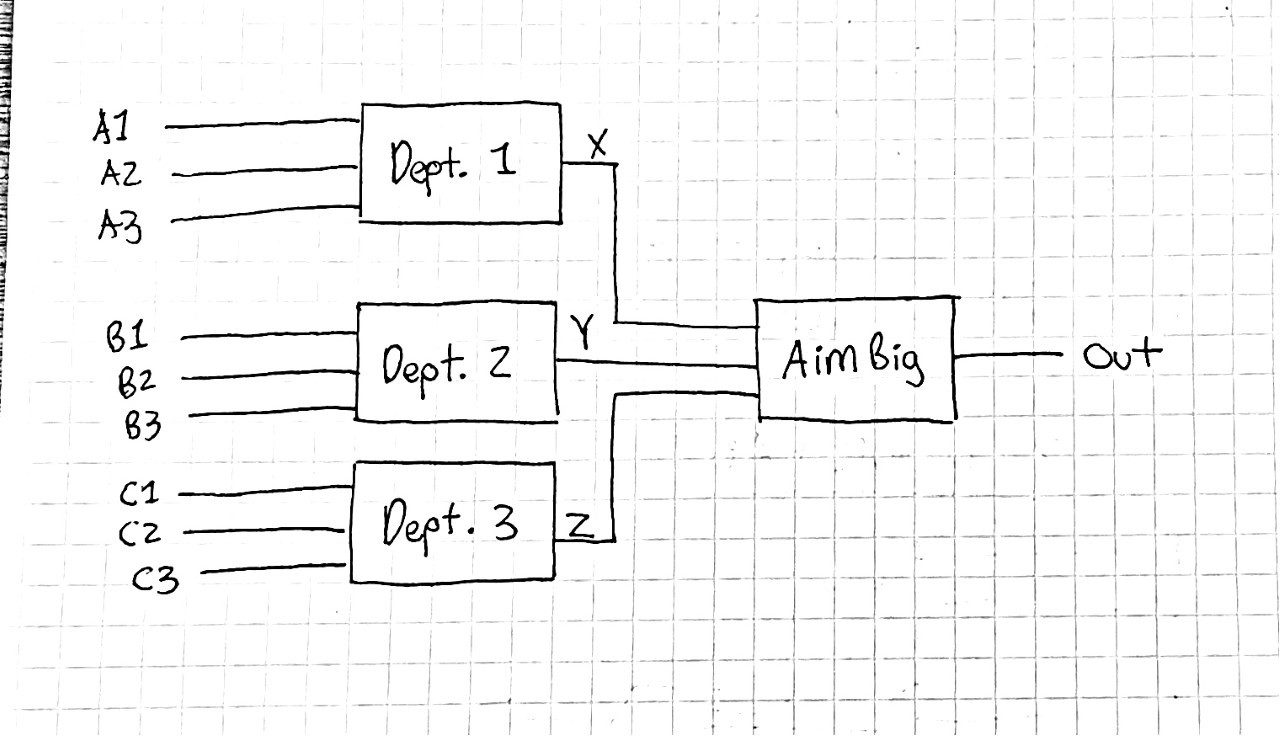 A1
A2
A3
Dept. 1
X
B1
B2
B3
Dept. 2
Y
Aim Big
Out
C1
C2
C3
Dept. 3
Z